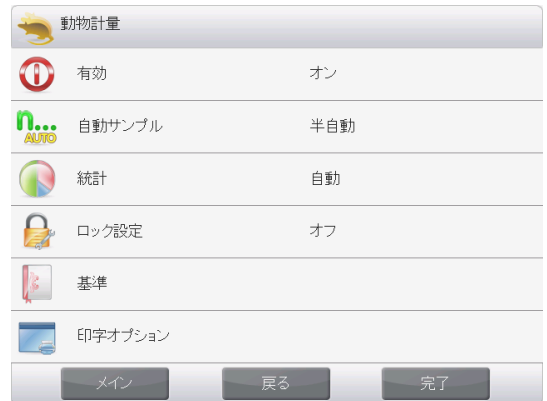 動物計量
有効 オン
n... AUTO 自動サンプル 半自動
統計 自動
ロック設定 オフ
基準
印字オプション
メイン 戻る 完了